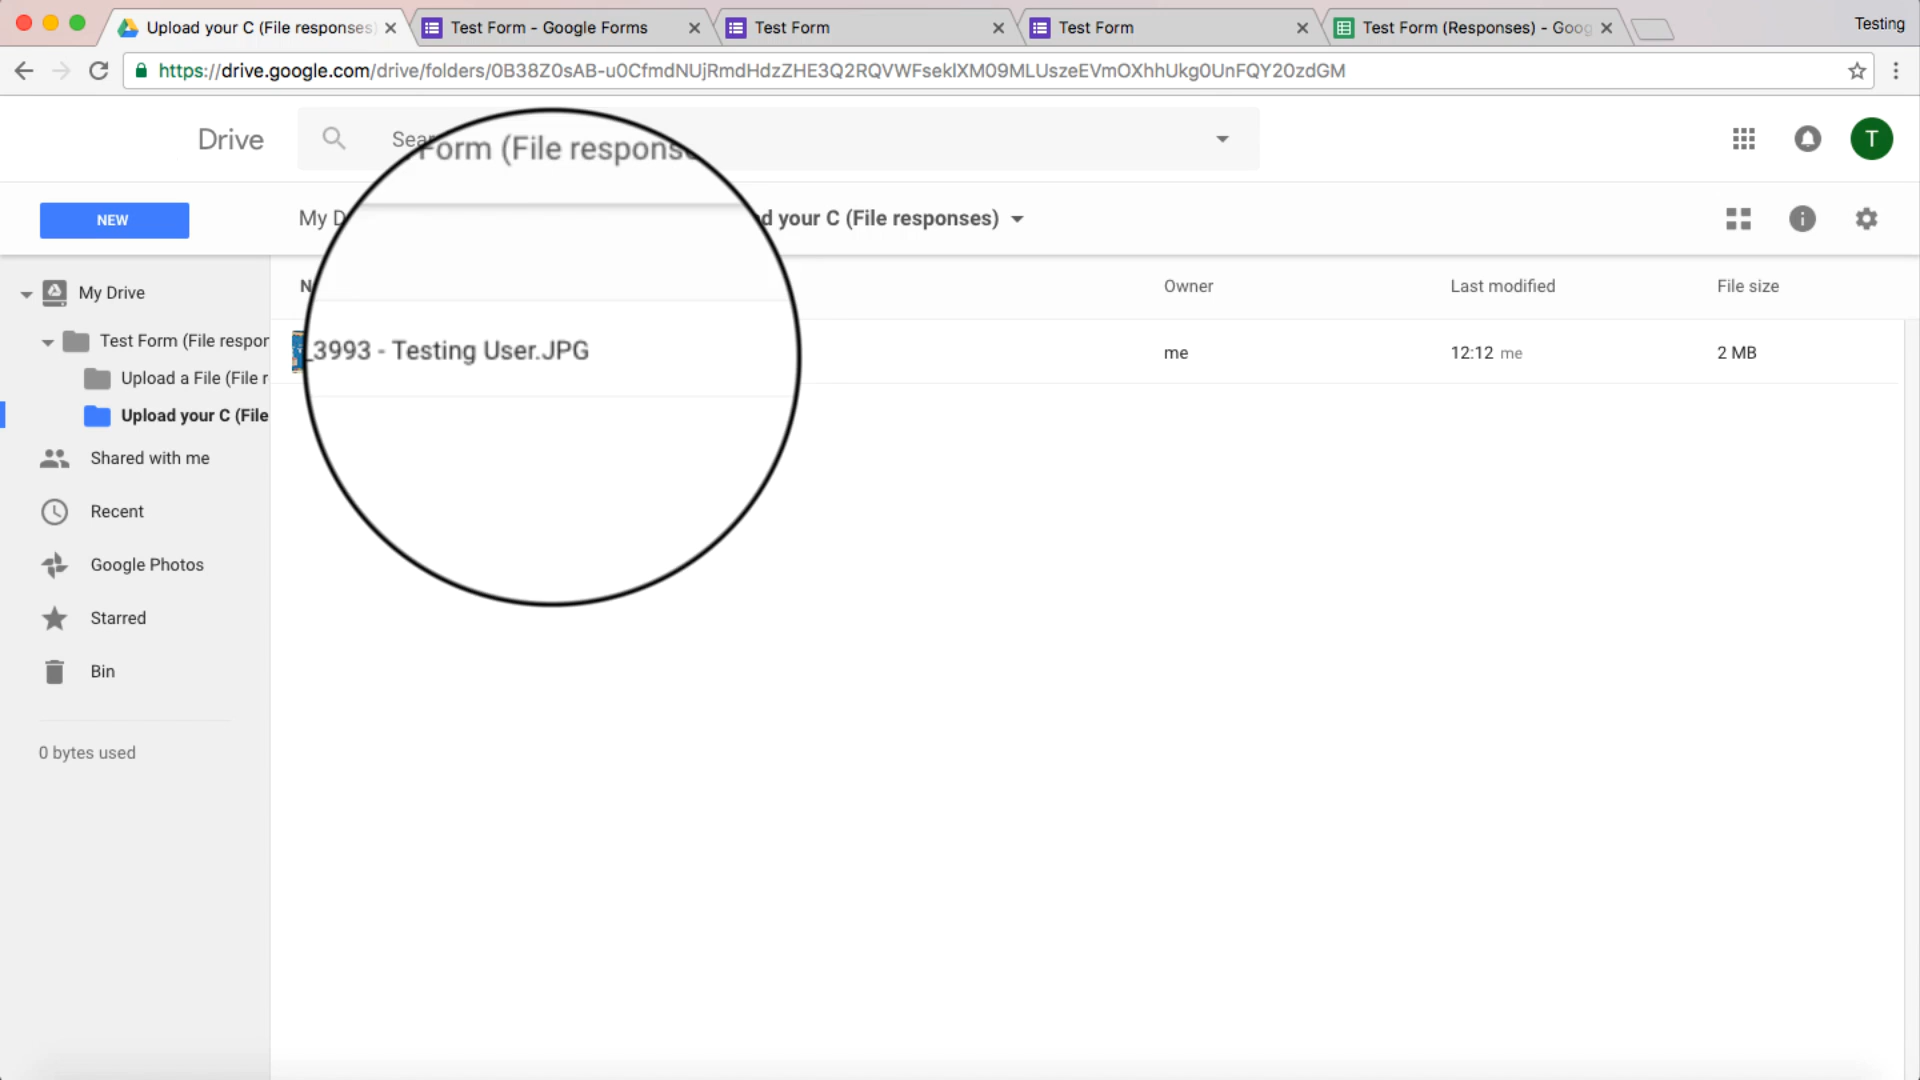 Upload your C (File responses)
Test Form - Google Forms
Test Form
Test Form
Test Form (Responses) - Goog
Testing
https://drive.google.com/drive/folders/0B38Z0sAB-u0CfmdNUjRmdHdzZHE3Q2RQVWFseklXM09MLUszeEVmOXhhUkg0UnFQY20zdGM
Drive
Sea
Form (File respons
T
NEW
My D
d your C (File responses)
N
Owner
Last modified
File size
_3993 - Testing User.JPG
me
12:12 me
2 MB
My Drive
Test Form (File respor
Upload a File (File r
Upload your C (File
Shared with me
Recent
Google Photos
Starred
Bin
0 bytes used